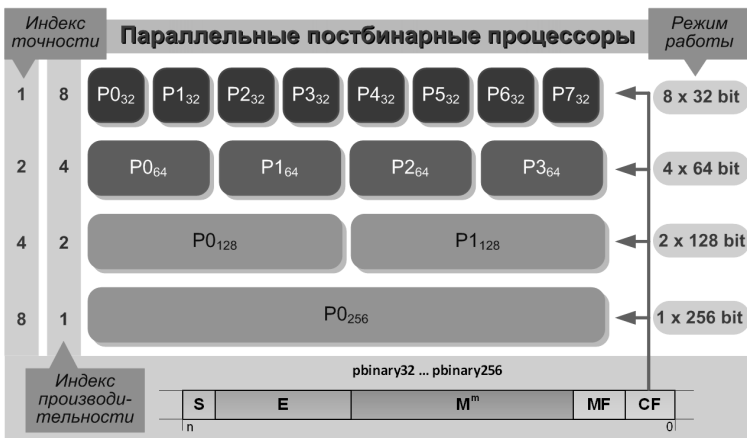 Индекс
точности
Параллельные постбинарные процессоры
Режим
работы
1 8 P0₃₂ P1₃₂ P2₃₂ P3₃₂ P4₃₂ P5₃₂ P6₃₂ P7₃₂ 8 x 32 bit
2 4 P0₆₄ P1₆₄ P2₆₄ P3₆₄ 4 x 64 bit
4 2 P0₁₂₈ P1₁₂₈ 2 x 128 bit
8 1 P0₂₅₆ 1 x 256 bit
Индекс
производи-
тельности
pbinary32 ... pbinary256
S E Mᵐ MF CF
n 0